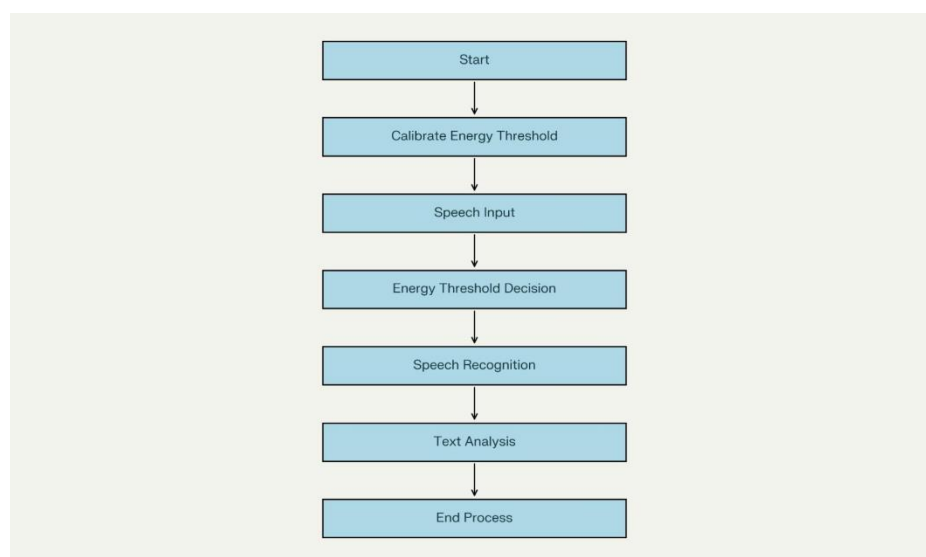 Start
Calibrate Energy Threshold
Speech Input
Energy Threshold Decision
Speech Recognition
Text Analysis
End Process